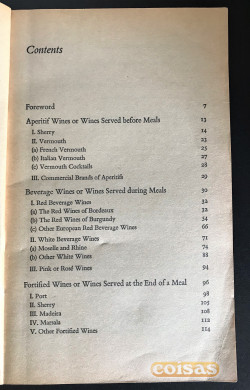 Contents
Foreword 7
Aperitif Wines or Wines Served before Meals 13
I. Sherry 14
II. Vermouth 23
(a) French Vermouth 25
(b) Italian Vermouth 27
(c) Vermouth Cocktails 28
III. Commercial Brands of Aperitifs 29
Beverage Wines or Wines Served during Meals 30
I. Red Beverage Wines 32
(a) The Red Wines of Bordeaux 32
(b) The Red Wines of Burgundy 54
(c) Other European Red Beverage Wines 66
II. White Beverage Wines 71
(a) Moselle and Rhine 74
(b) Other White Wines 88
III. Pink or Rosé Wines 94
Fortified Wines or Wines Served at the End of a Meal 96
I. Port 98
II. Sherry 105
III. Madeira 108
IV. Marsala 112
V. Other Fortified Wines 114
coisas